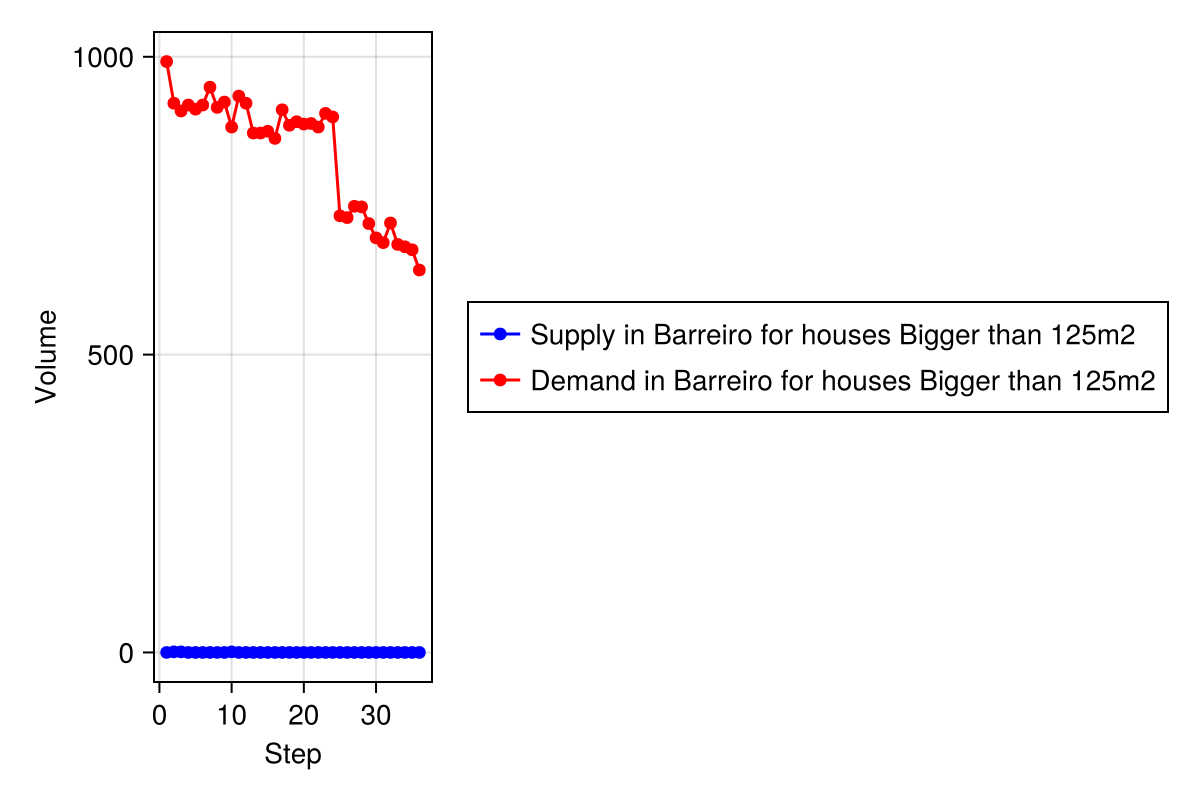 1000
500
0
Volume
0 10 20 30
Step
Supply in Barreiro for houses Bigger than 125m2
Demand in Barreiro for houses Bigger than 125m2